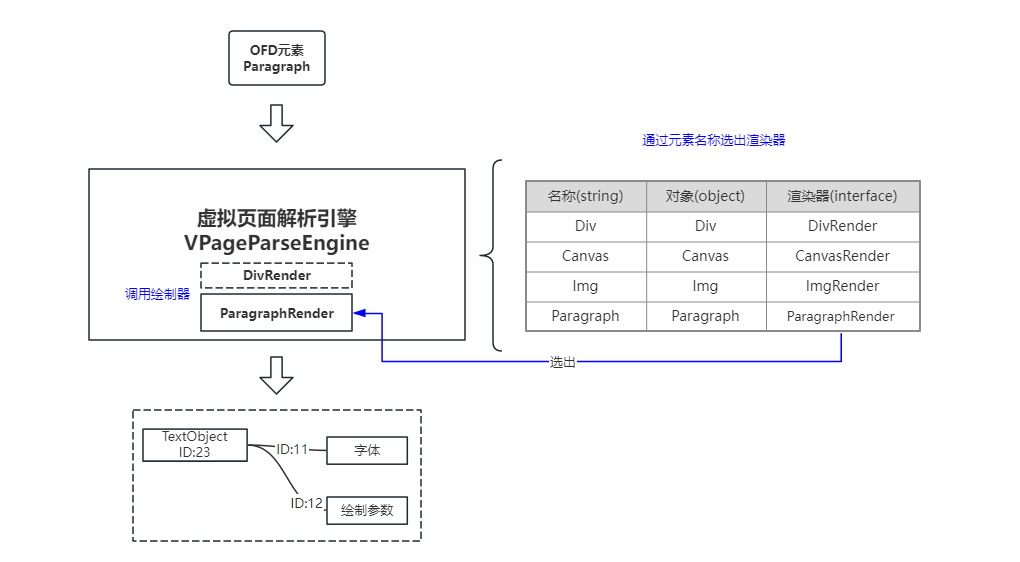 OFD元素
Paragraph
通过元素名称选出渲染器
虚拟页面解析引擎
VPageParseEngine
DivRender
调用绘制器
ParagraphRender
名称(string) 对象(object) 渲染器(interface)
Div Div DivRender
Canvas Canvas CanvasRender
Img Img ImgRender
Paragraph Paragraph ParagraphRender
选出
TextObject
ID:23
ID:11
字体
ID:12
绘制参数